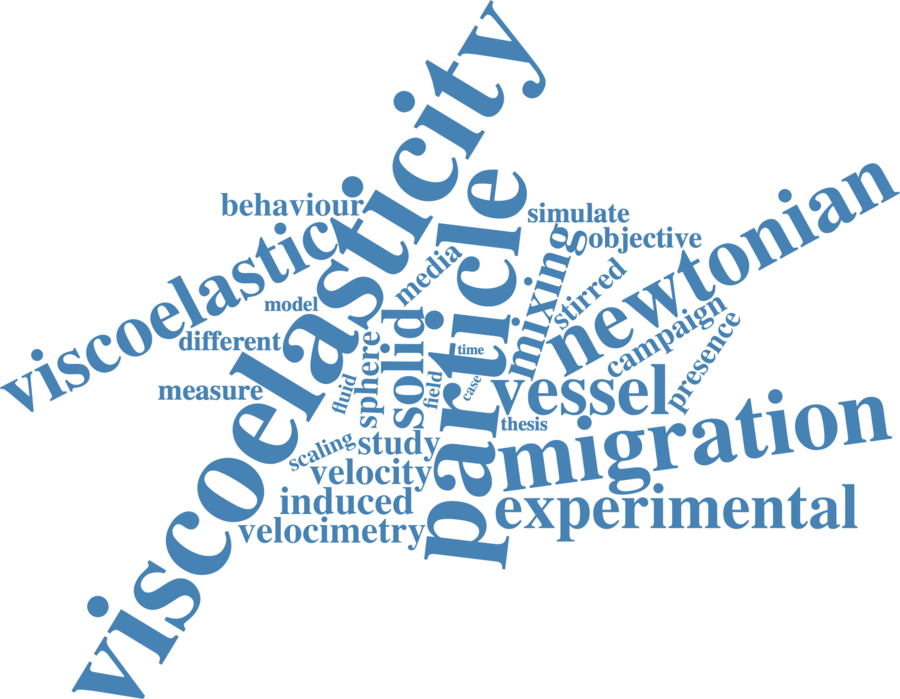 viscoelasticity
particle
behaviour
simulate
viscoelastic
objective
newtonian
media
mixing
stirred
model
solid
different
time
campaign
presence
sphere
measure
fluid
field
case
vessel
thesis
migration
scaling
study
velocity
induced
experimental
velocimetry